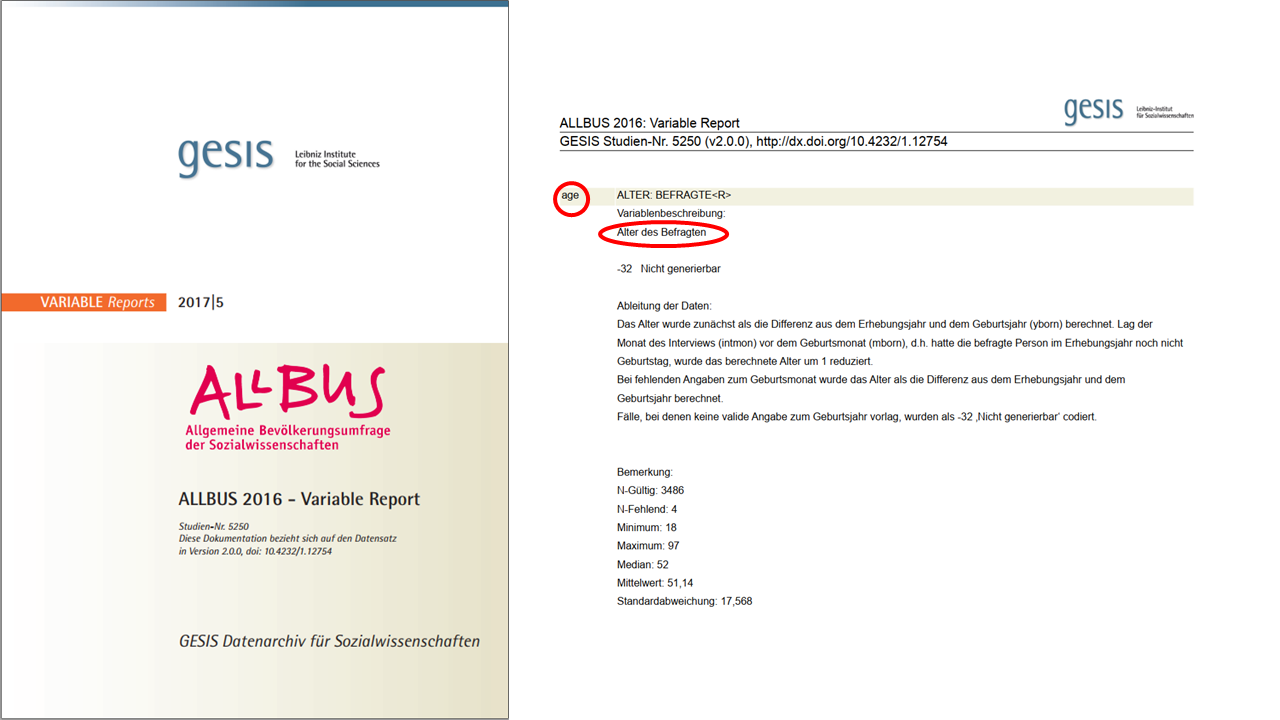 gesis
Leibniz Institute
for the Social Sciences
VARIABLE Reports 2017|5
ALLBUS
Allgemeine Bevölkerungsumfrage
der Sozialwissenschaften
ALLBUS 2016 – Variable Report
Studien-Nr. 5250
Diese Dokumentation bezieht sich auf den Datensatz
in Version 2.0.0, doi: 10.4232/1.12754
GESIS Datenarchiv für Sozialwissenschaften
gesis
Leibniz-Institut
für Sozialwissenschaften
ALLBUS 2016: Variable Report
GESIS Studien-Nr. 5250 (v2.0.0), http://dx.doi.org/10.4232/1.12754
age ALTER: BEFRAGTE<R>
Variablenbeschreibung:
Alter des Befragten
-32 Nicht generierbar
Ableitung der Daten:
Das Alter wurde zunächst als die Differenz aus dem Erhebungsjahr und dem Geburtsjahr (yborn) berechnet. Lag der
Monat des Interviews (intmon) vor dem Geburtsmonat (mborn), d.h. hatte die befragte Person im Erhebungsjahr noch nicht
Geburtstag, wurde das berechnete Alter um 1 reduziert.
Bei fehlenden Angaben zum Geburtsmonat wurde das Alter als die Differenz aus dem Erhebungsjahr und dem
Geburtsjahr berechnet.
Fälle, bei denen keine valide Angabe zum Geburtsjahr vorlag, wurden als -32 ‚Nicht generierbar‘ codiert.
Bemerkung:
N-Gültig: 3486
N-Fehlend: 4
Minimum: 18
Maximum: 97
Median: 52
Mittelwert: 51,14
Standardabweichung: 17,568